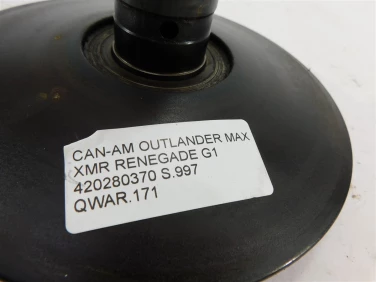 CAN-AM OUTLANDER MAX
XMR RENEGADE G1
420280370 S.997
QWAR.171